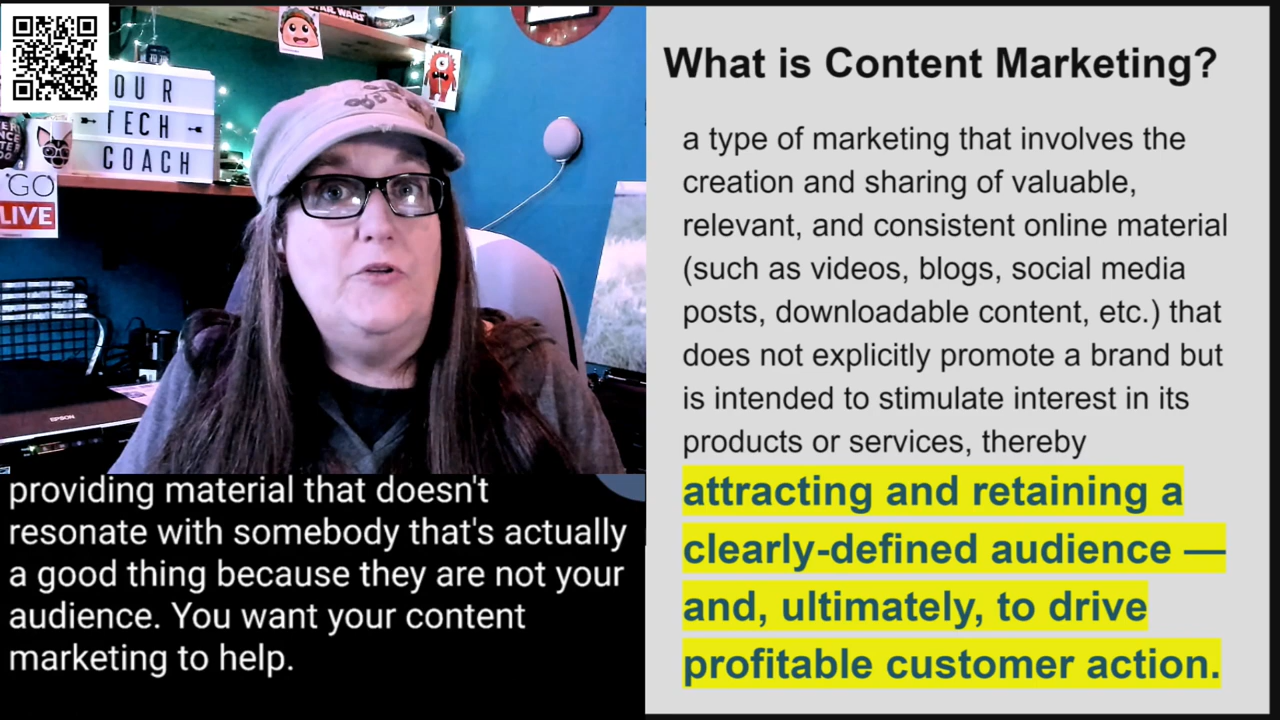 STAR WARS
OUR
TECH
COACH
GO
LIVE
EPSON
providing material that doesn't
resonate with somebody that's actually
a good thing because they are not your
audience. You want your content
marketing to help.
What is Content Marketing?
a type of marketing that involves the
creation and sharing of valuable,
relevant, and consistent online material
(such as videos, blogs, social media
posts, downloadable content, etc.) that
does not explicitly promote a brand but
is intended to stimulate interest in its
products or services, thereby
attracting and retaining a
clearly-defined audience —
and, ultimately, to drive
profitable customer action.